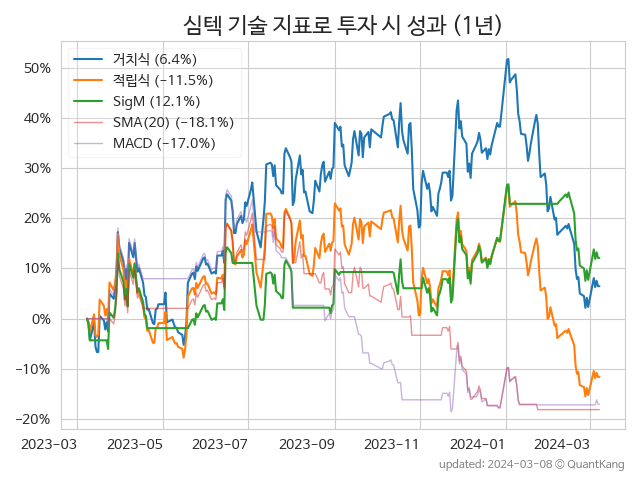 심텍 기술 지표로 투자 시 성과 (1년)
거치식 (6.4%)
적립식 (−11.5%)
SigM (12.1%)
SMA(20) (−18.1%)
MACD (−17.0%)
50%
40%
30%
20%
10%
0%
−10%
−20%
2023−03
2023−05
2023−07
2023−09
2023−11
2024−01
2024−03
updated: 2024-03-08 © QuantKang